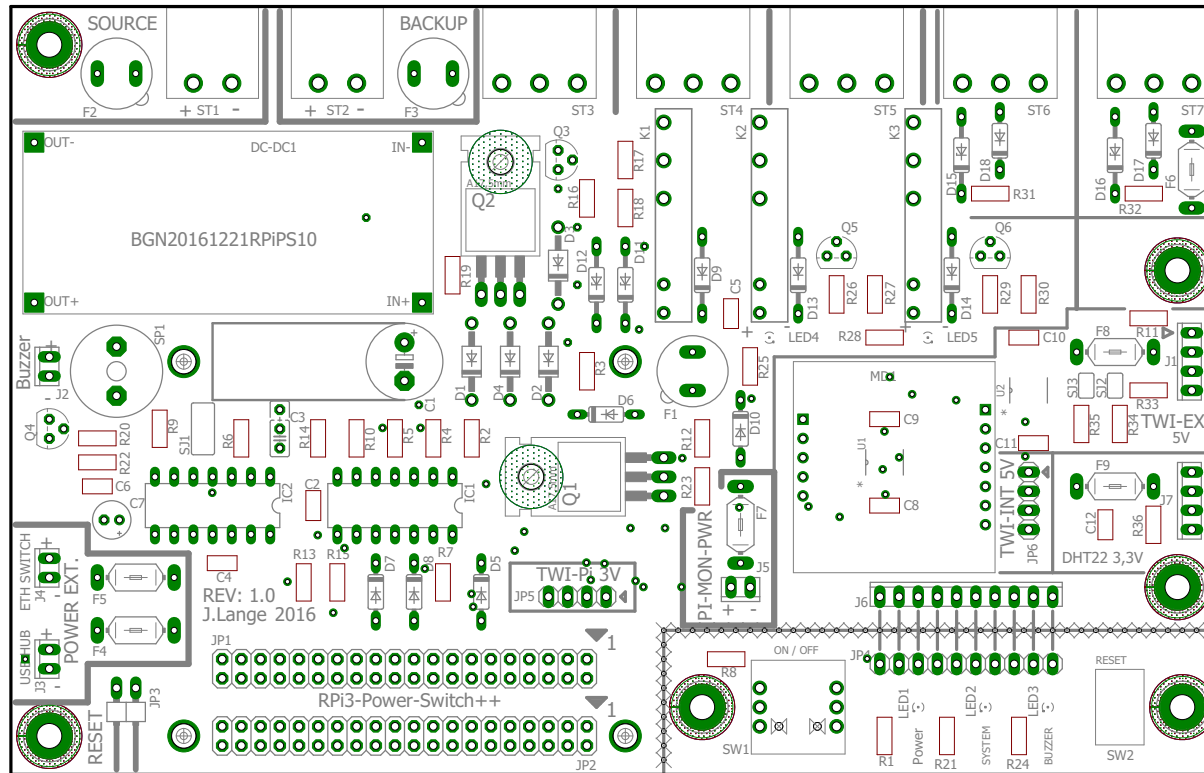 SOURCE
BACKUP
F2
+ ST1 -
+ ST2 -
F3
ST3
ST4
ST5
ST6
ST7
OUT-
DC-DC1
IN-
BGN20161221RPiPS10
OUT+
IN+
Q3
Q2
R16
R17
R18
R19
D3
D12
D11
K1
K2
K3
D9
C5
D13
Q5
R26
R27
R28
D15
D18
R31
D16
D17
R32
F6
Q6
D14
R29
R30
+ - LED4
+ - LED5
C10
R11
F8
J1
SJ3
SJ2
R33
R35
R34
TWI-EX
5V
Buzzer
+
-
J2
SP1
Q4
R20
R22
C6
R9
SJ1
R6
C3
R14
R10
R5
C1
R4
R2
+
D1
D4
D2
R3
D6
F1
R25
D10
R12
R23
Q1
C7
+
IC2
C2
IC1
MD1
C9
U1
*
C8
U2
*
C11
TWI-INT 5V
JP6
F9
J7
C12
R36
DHT22 3,3V
ETH SWITCH
+
-
J4
POWER EXT.
F5
F4
USB HUB
+
-
J3
C4
R13
R15
D7
D8
R7
D5
REV: 1.0
J.Lange 2016
TWI-Pi 3V
JP5
PI-MON-PWR
F7
J5
+ -
J6
JP4
JP1
1
RPi3-Power-Switch++
1
JP2
RESET
JP3
R8
ON / OFF
SW1
LED1
LED2
LED3
R1
Power
R21
SYSTEM
R24
BUZZER
RESET
SW2